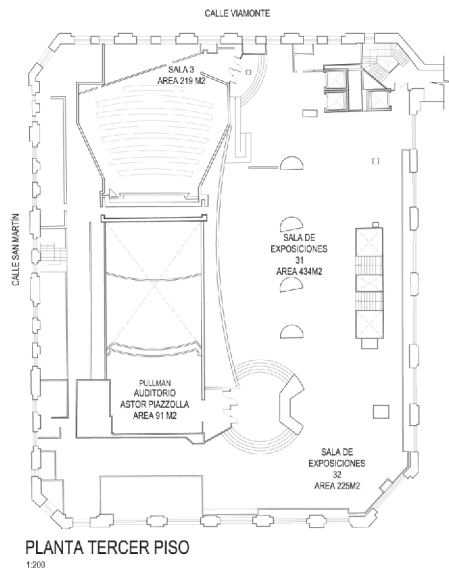 CALLE VIAMONTE
SALA 3
AREA 219 M2
CALLE SAN MARTÍN
SALA DE
EXPOSICIONES
31
AREA 434M2
PULLMAN
AUDITORIO
ASTOR PIAZZOLLA
AREA 91 M2
SALA DE
EXPOSICIONES
32
AREA 225M2
PLANTA TERCER PISO
1:200